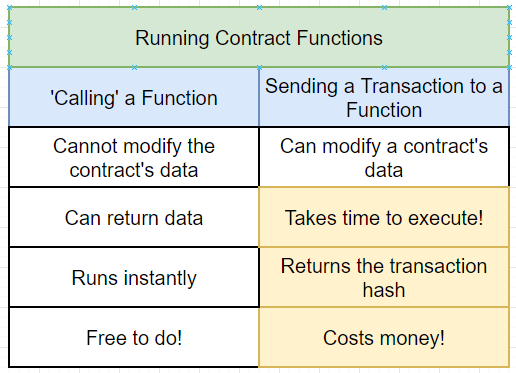 Running Contract Functions
'Calling' a Function
Sending a Transaction to a
Function
Cannot modify the
contract's data
Can modify a contract's
data
Can return data
Takes time to execute!
Runs instantly
Returns the transaction
hash
Free to do!
Costs money!